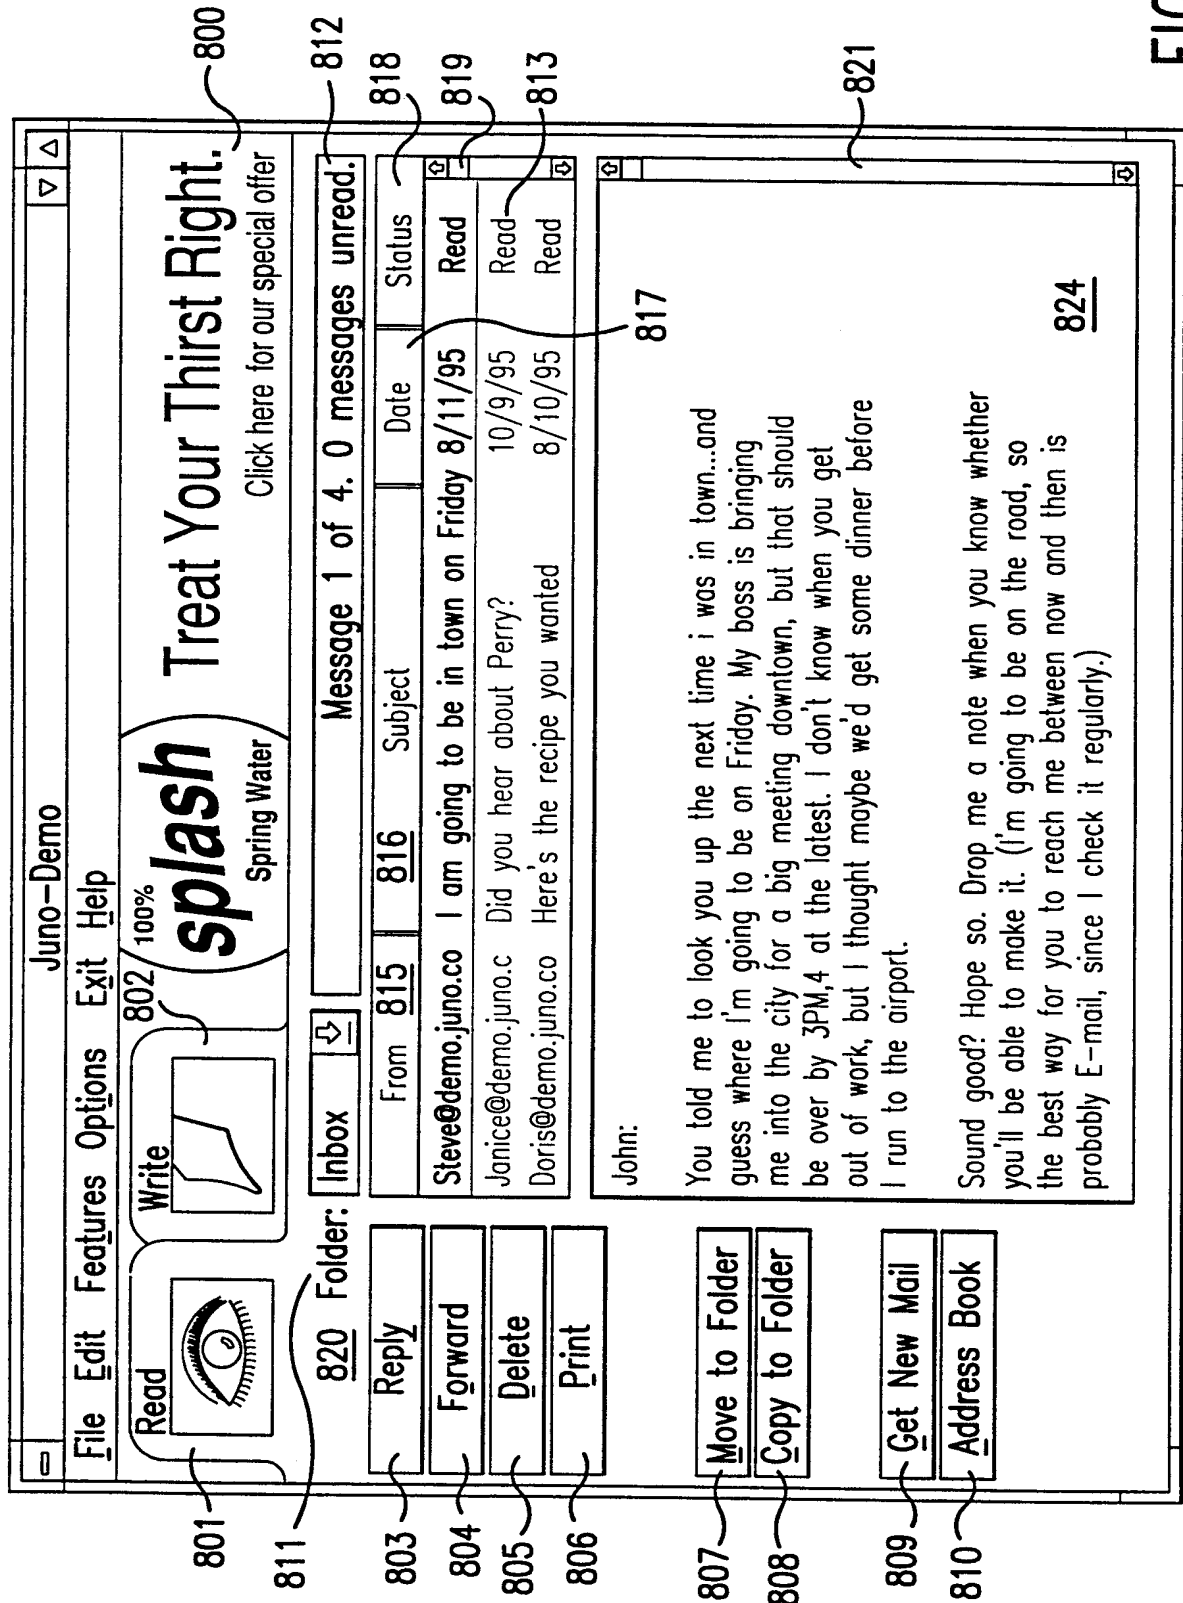 Juno-Demo
File Edit Features Options Exit Help
801
Read
Write
802
100%
splash
Spring Water
Treat Your Thirst Right.
Click here for our special offer
800
811
820 Folder: Inbox
Message 1 of 4. 0 messages unread.
812
From 815 816 Subject Date Status
818
Steve@demo.juno.co I am going to be in town on Friday 8/11/95 Read
819
Janice@demo.juno.c Did you hear about Perry? 10/9/95 Read
813
Doris@demo.juno.co Here's the recipe you wanted 8/10/95 Read
817
803 Reply
804 Forward
805 Delete
806 Print
807 Move to Folder
808 Copy to Folder
809 Get New Mail
810 Address Book
821
John:
You told me to look you up the next time i was in town...and
guess where I'm going to be on Friday. My boss is bringing
me into the city for a big meeting downtown, but that should
be over by 3PM,4 at the latest. I don't know when you get
out of work, but I thought maybe we'd get some dinner before
I run to the airport.
Sound good? Hope so. Drop me a note when you know whether
you'll be able to make it. (I'm going to be on the road, so
the best way for you to reach me between now and then is
probably E-mail, since I check it regularly.)
824